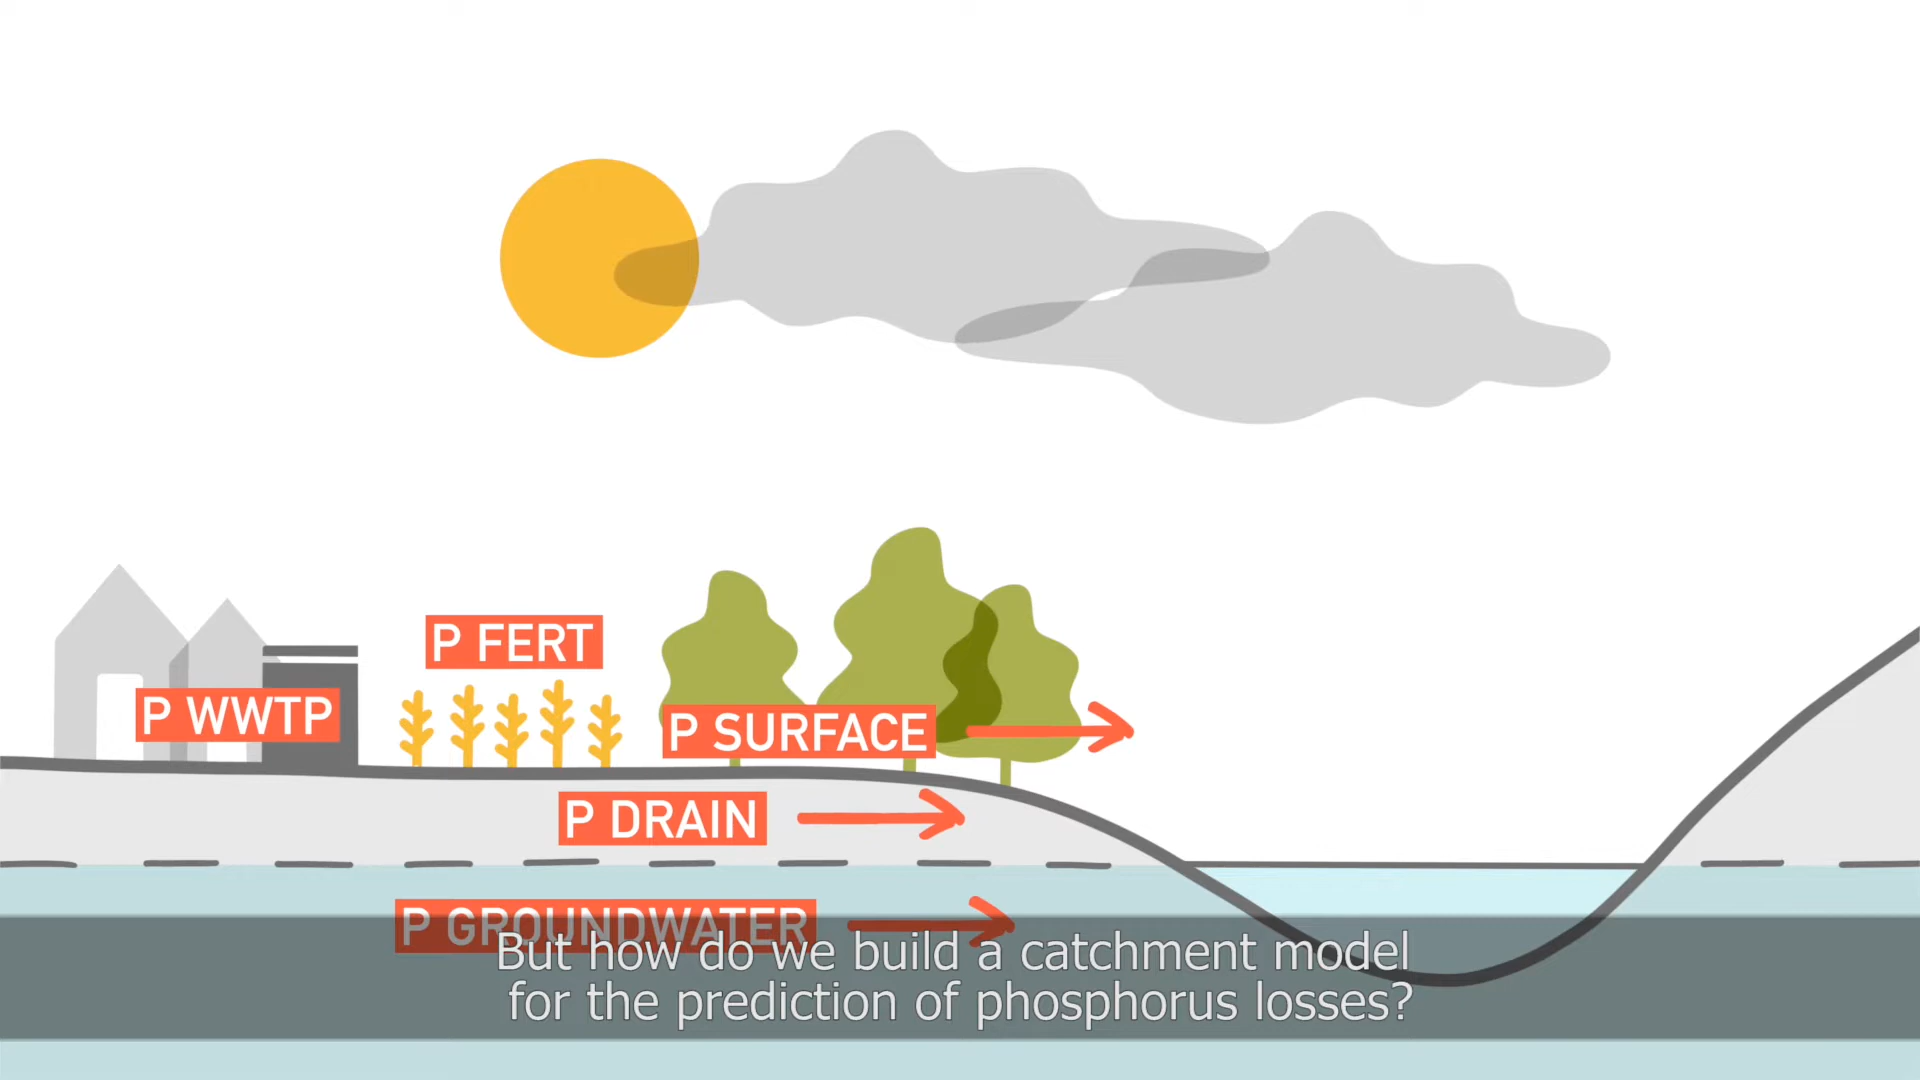 P FERT
P WWTP
P SURFACE
P DRAIN
P GROUNDWATER
But how do we build a catchment model
for the prediction of phosphorus losses?